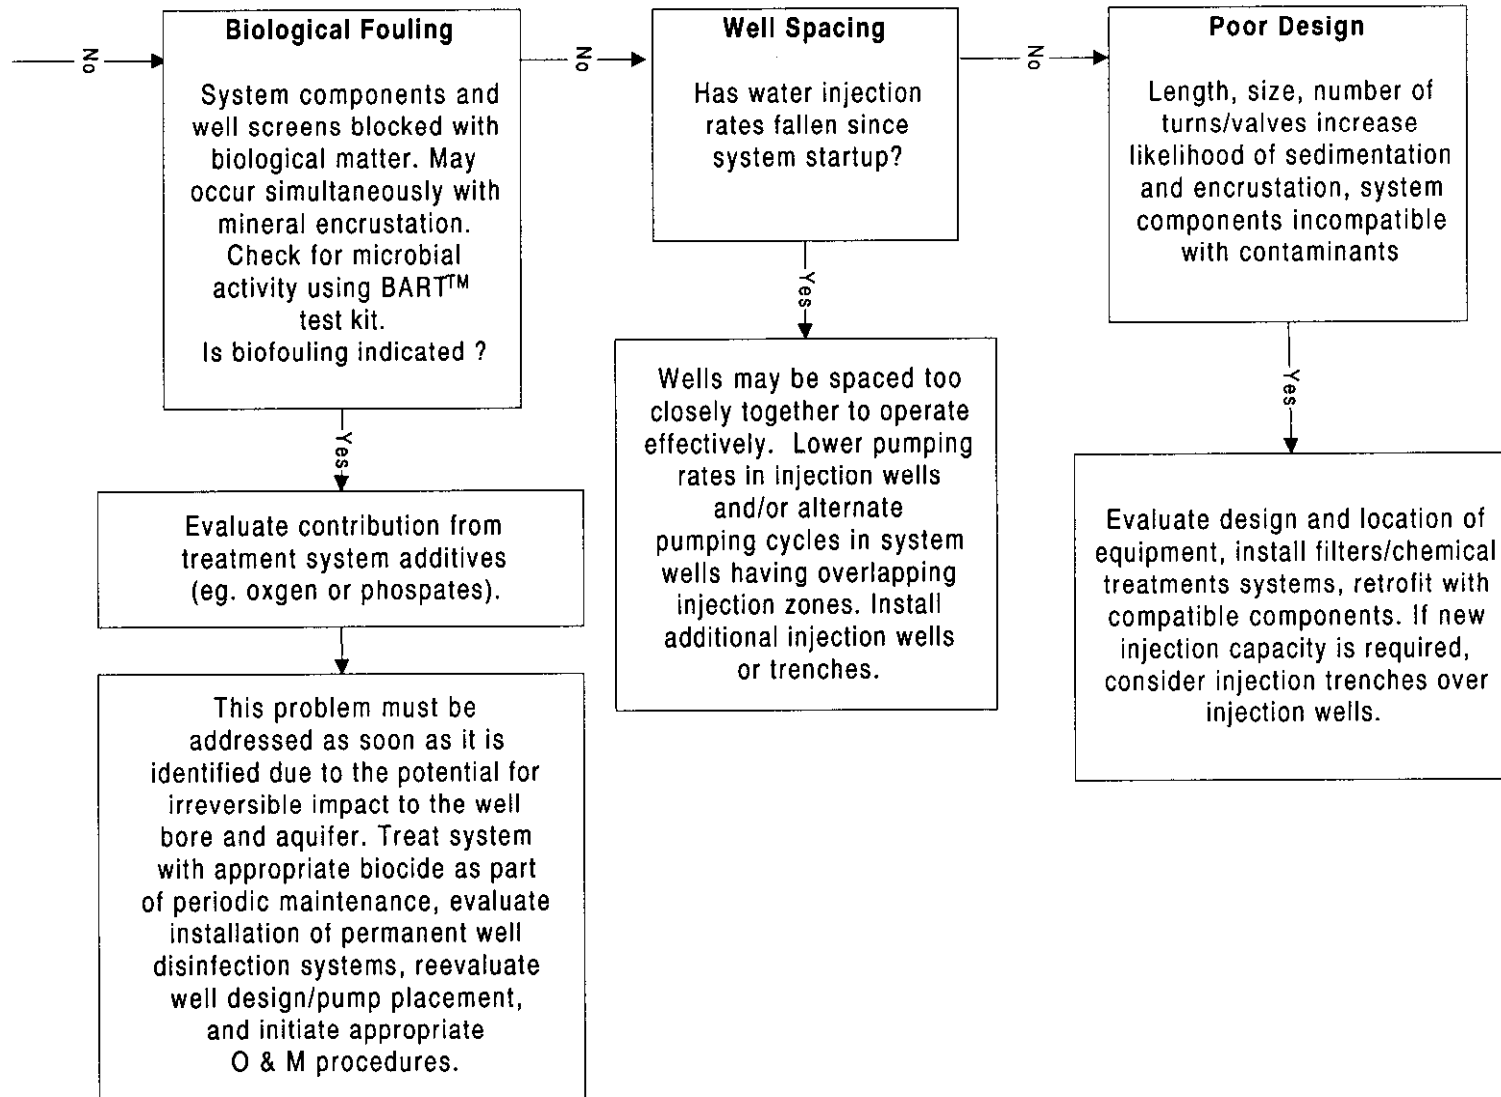 No
Biological Fouling
System components and
well screens blocked with
biological matter. May
occur simultaneously with
mineral encrustation.
Check for microbial
activity using BART™
test kit.
Is biofouling indicated ?
Yes
Evaluate contribution from
treatment system additives
(eg. oxgen or phospates).
This problem must be
addressed as soon as it is
identified due to the potential for
irreversible impact to the well
bore and aquifer. Treat system
with appropriate biocide as part
of periodic maintenance, evaluate
installation of permanent well
disinfection systems, reevaluate
well design/pump placement,
and initiate appropriate
O & M procedures.
No
Well Spacing
Has water injection
rates fallen since
system startup?
Yes
Wells may be spaced too
closely together to operate
effectively. Lower pumping
rates in injection wells
and/or alternate
pumping cycles in system
wells having overlapping
injection zones. Install
additional injection wells
or trenches.
No
Poor Design
Length, size, number of
turns/valves increase
likelihood of sedimentation
and encrustation, system
components incompatible
with contaminants
Yes
Evaluate design and location of
equipment, install filters/chemical
treatments systems, retrofit with
compatible components. If new
injection capacity is required,
consider injection trenches over
injection wells.